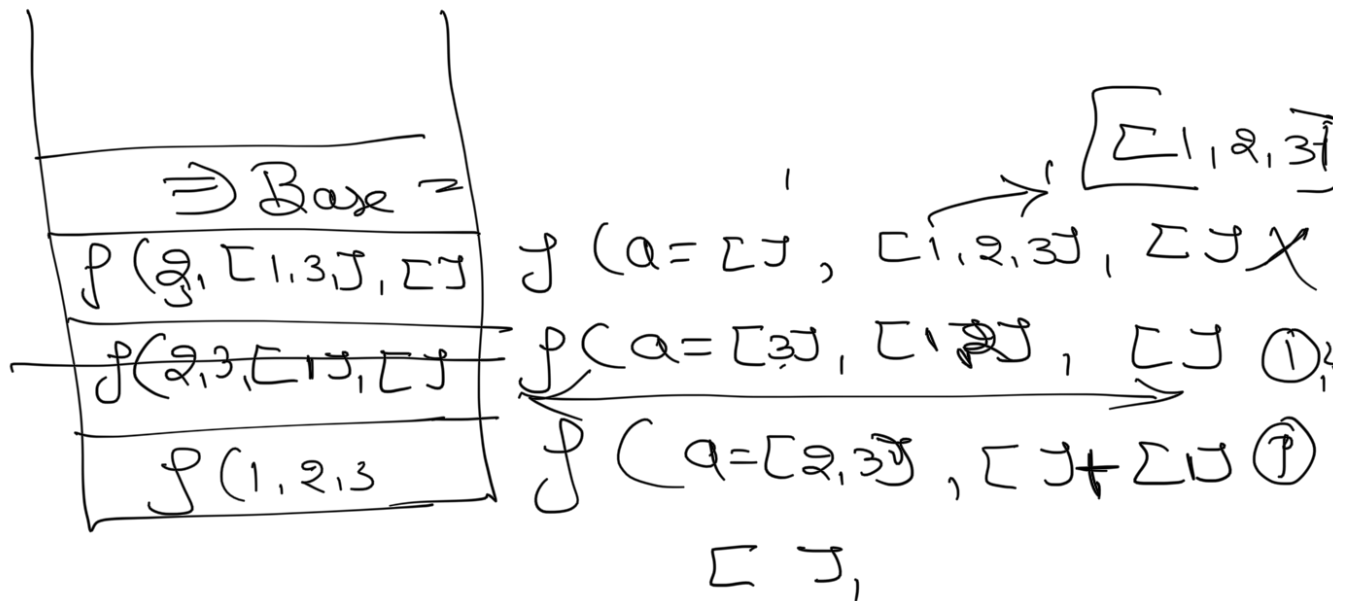 [1, 2, 3]
⇒ Base =
f(2, [1, 3], []
f(a = [], [1, 2, 3], [] X
f(2, 3, [1], []
f(a = [3], [1, 2], [] ①
f(1, 2, 3
f(a = [2, 3], [] + [1] ①
[ ],